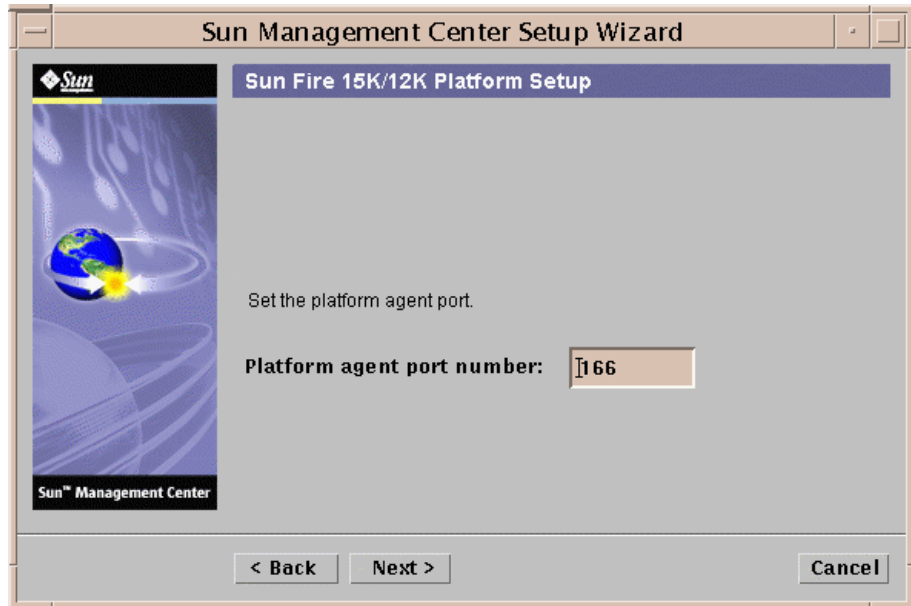 Sun Management Center Setup Wizard
Sun
Sun Fire 15K/12K Platform Setup
Set the platform agent port.
Platform agent port number: 166
Sun™ Management Center
< Back Next > Cancel